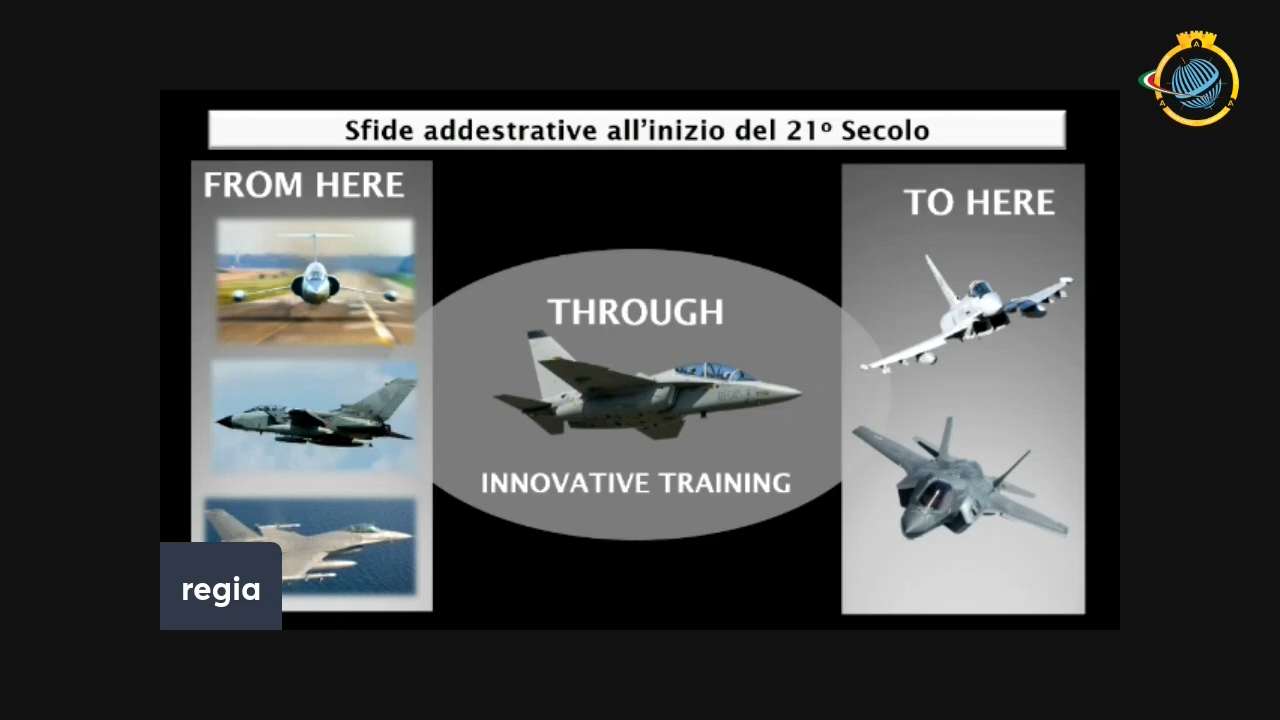 Sfide addestrative all'inizio del 21º Secolo
FROM HERE
THROUGH
INNOVATIVE TRAINING
TO HERE
regia